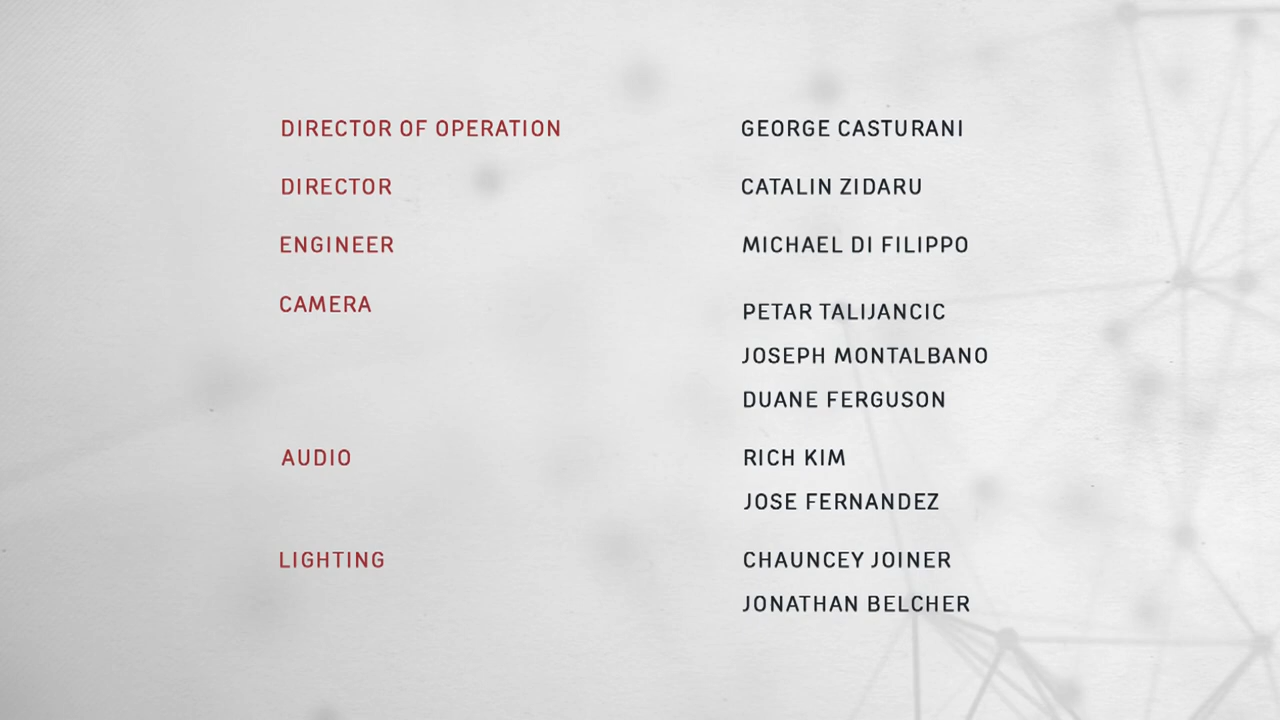 DIRECTOR OF OPERATION GEORGE CASTURANI
DIRECTOR CATALIN ZIDARU
ENGINEER MICHAEL DI FILIPPO
CAMERA PETAR TALIJANCIC
JOSEPH MONTALBANO
DUANE FERGUSON
AUDIO RICH KIM
JOSE FERNANDEZ
LIGHTING CHAUNCEY JOINER
JONATHAN BELCHER